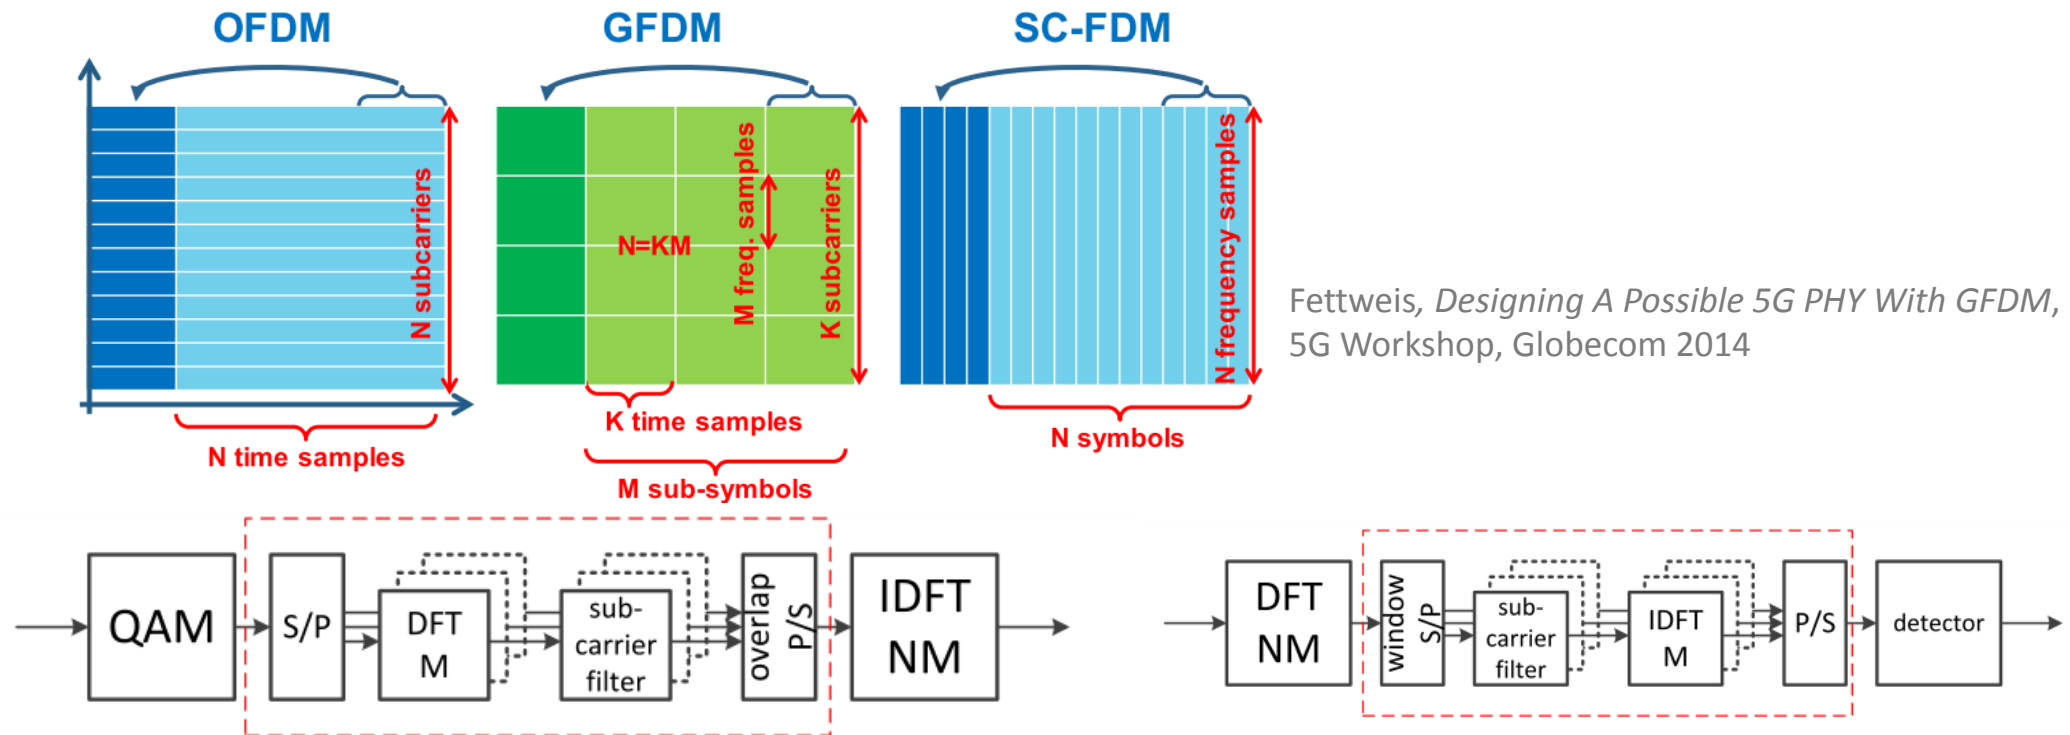 OFDM
GFDM
SC-FDM
N subcarriers
N time samples
N=KM
M freq. samples
K subcarriers
K time samples
M sub-symbols
N frequency samples
N symbols
Fettweis, Designing A Possible 5G PHY With GFDM,
5G Workshop, Globecom 2014
QAM
S/P
DFT
M
sub-
carrier
filter
overlap
P/S
IDFT
NM
DFT
NM
window
S/P
sub-
carrier
filter
IDFT
M
P/S
detector